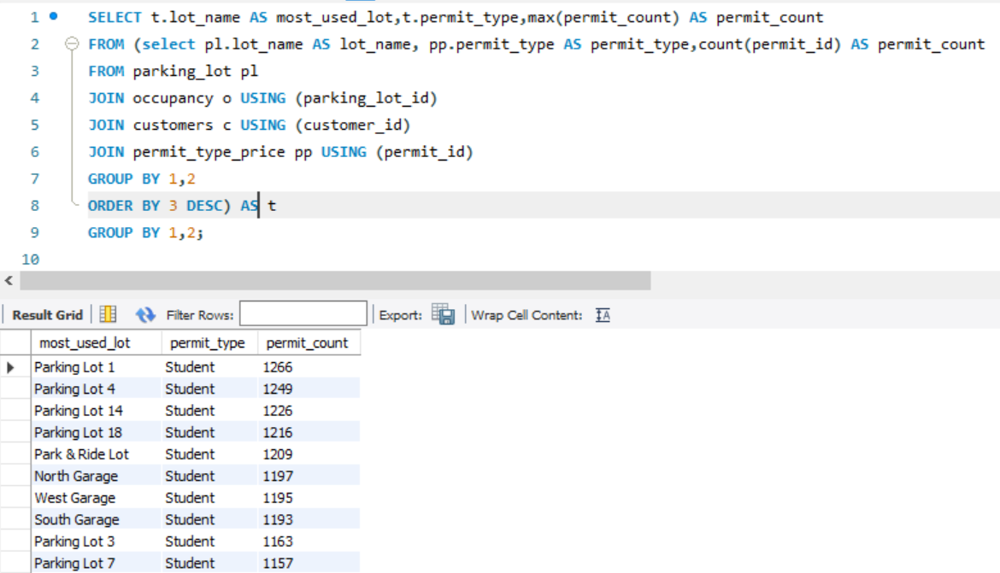 1 SELECT t.lot_name AS most_used_lot,t.permit_type,max(permit_count) AS permit_count
2 FROM (select pl.lot_name AS lot_name, pp.permit_type AS permit_type,count(permit_id) AS permit_count
3 FROM parking_lot pl
4 JOIN occupancy o USING (parking_lot_id)
5 JOIN customers c USING (customer_id)
6 JOIN permit_type_price pp USING (permit_id)
7 GROUP BY 1,2
8 ORDER BY 3 DESC) AS t
9 GROUP BY 1,2;
10
Result Grid Filter Rows: Export: Wrap Cell Content: IA
most_used_lot permit_type permit_count
Parking Lot 1 Student 1266
Parking Lot 4 Student 1249
Parking Lot 14 Student 1226
Parking Lot 18 Student 1216
Park & Ride Lot Student 1209
North Garage Student 1197
West Garage Student 1195
South Garage Student 1193
Parking Lot 3 Student 1163
Parking Lot 7 Student 1157